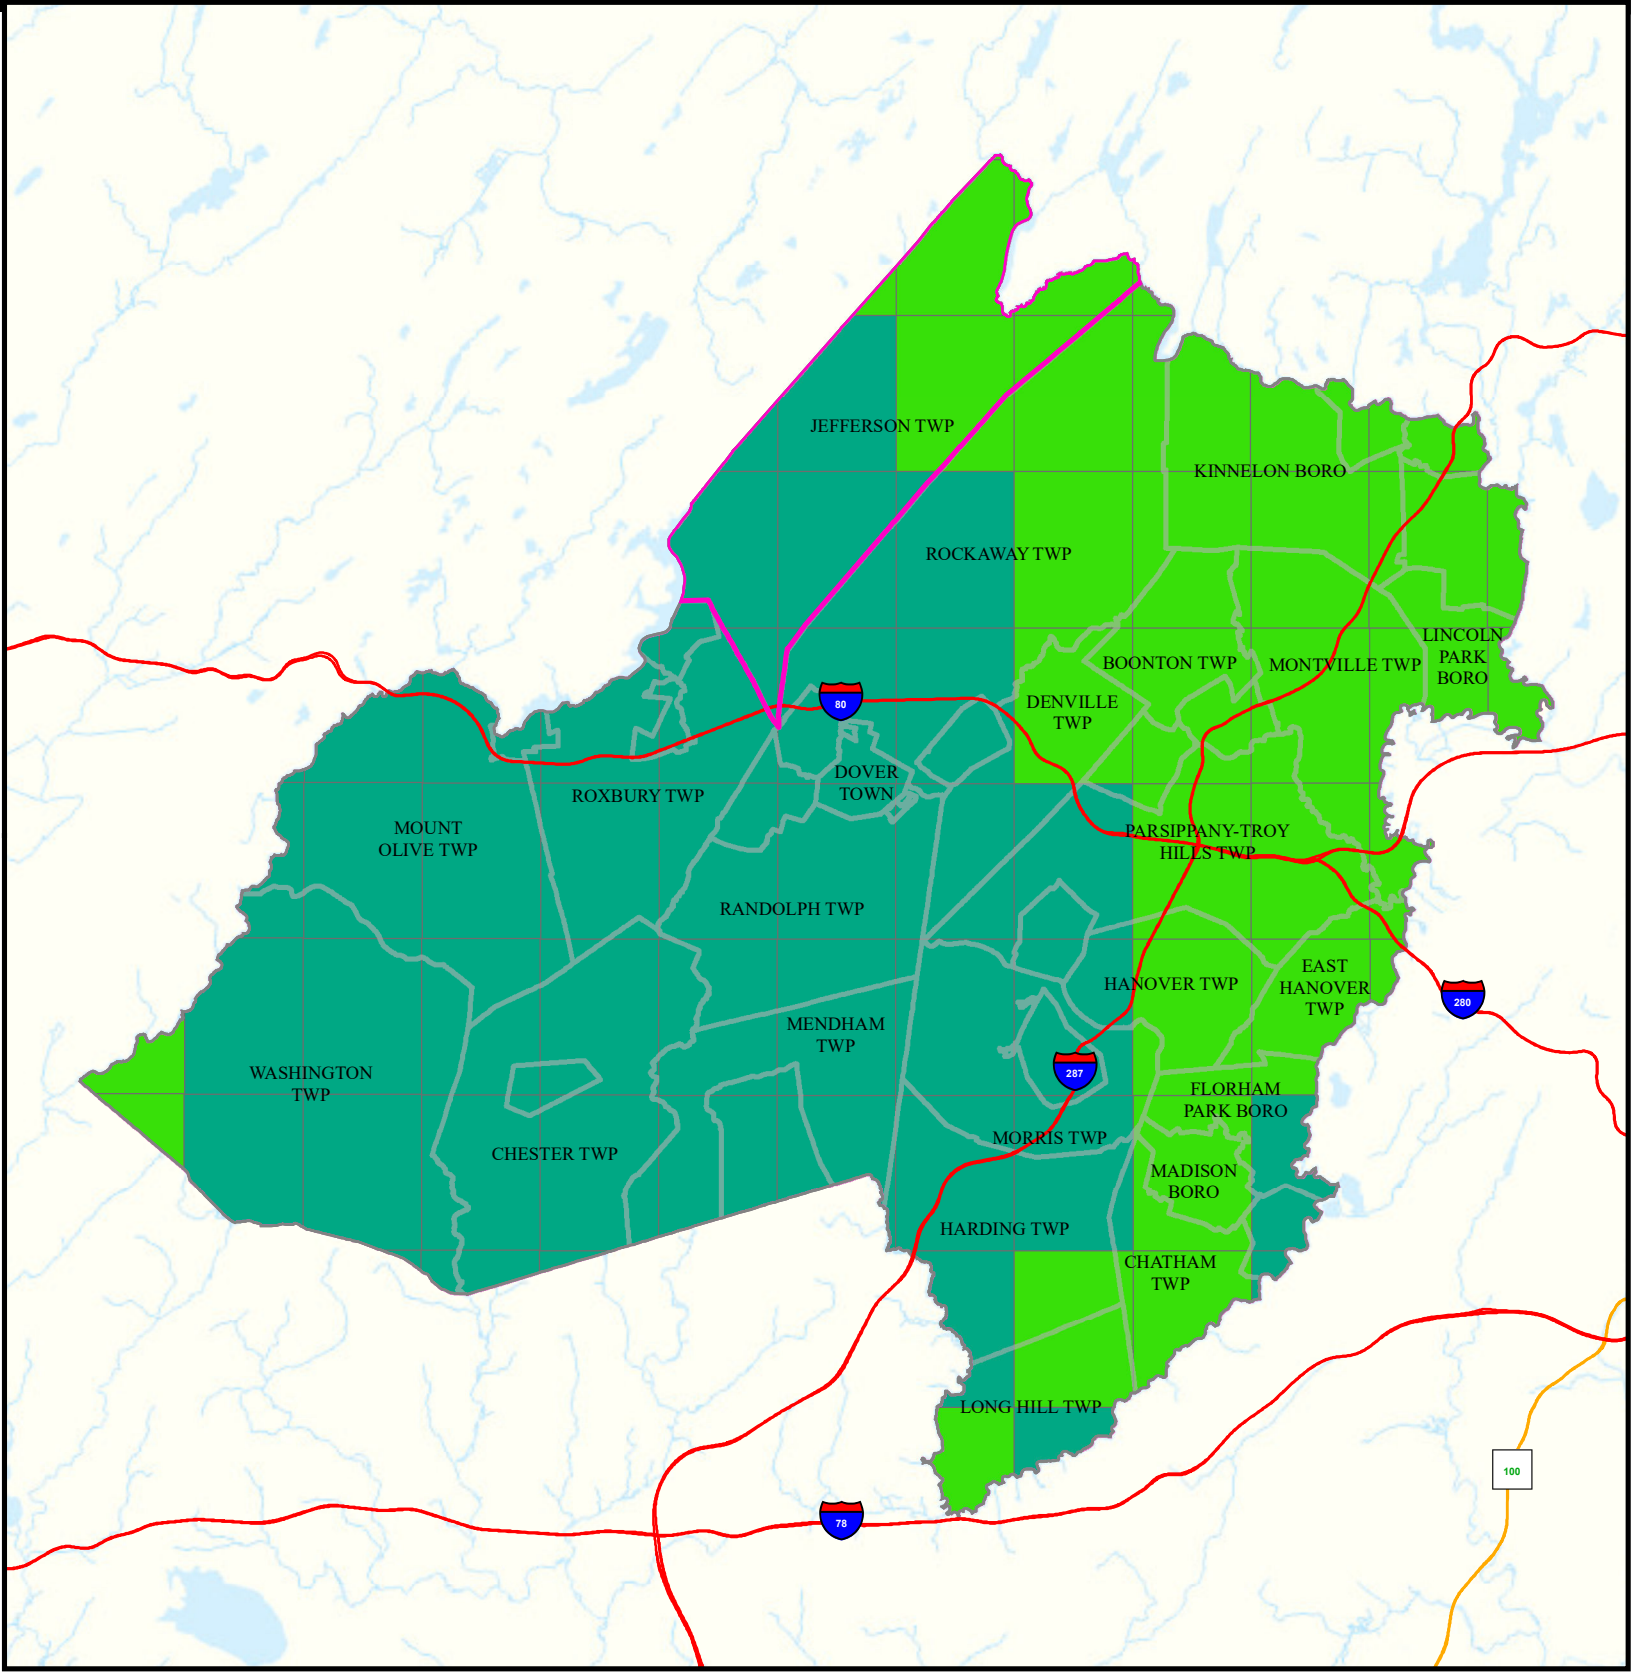 JEFFERSON TWP
KINNELON BORO
ROCKAWAY TWP
LINCOLN
PARK
BORO
BOONTON TWP
MONTVILLE TWP
DENVILLE
TWP
80
DOVER
TOWN
ROXBURY TWP
MOUNT
OLIVE TWP
PARSIPPANY-TROY
HILLS TWP
RANDOLPH TWP
HANOVER TWP
EAST
HANOVER
TWP
280
MENDHAM
TWP
WASHINGTON
TWP
287
FLORHAM
PARK BORO
MORRIS TWP
CHESTER TWP
MADISON
BORO
HARDING TWP
CHATHAM
TWP
LONG HILL TWP
100
78